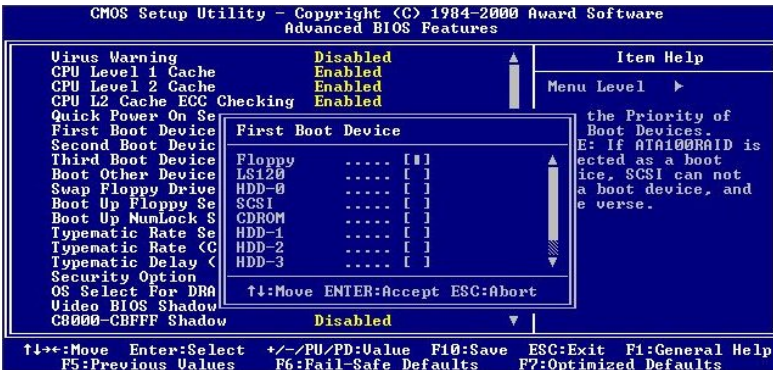 CMOS Setup Utility - Copyright (C) 1984-2000 Award Software
Advanced BIOS Features
Virus Warning Disabled
CPU Level 1 Cache Enabled
CPU Level 2 Cache Enabled
CPU L2 Cache ECC Checking Enabled
Quick Power On Se
First Boot Device
Second Boot Devic
Third Boot Device
Boot Other Device
Swap Floppy Drive
Boot Up Floppy Se
Boot Up NumLock S
Typematic Rate Se
Typematic Rate (C
Typematic Delay (
Security Option
OS Select For DRA
Video BIOS Shadow
C8000-CBFFF Shadow Disabled
First Boot Device
Floppy ..... [▮]
LS120 ..... [ ]
HDD-0 ..... [ ]
SCSI ..... [ ]
CDROM ..... [ ]
HDD-1 ..... [ ]
HDD-2 ..... [ ]
HDD-3 ..... [ ]
↑↓:Move ENTER:Accept ESC:Abort
Item Help
Menu Level ▶
the Priority of
Boot Devices.
E: If ATA100RAID is
ected as a boot
ice, SCSI can not
a boot device, and
e verse.
↑↓→←:Move Enter:Select +/-/PU/PD:Value F10:Save ESC:Exit F1:General Help
F5:Previous Values F6:Fail-Safe Defaults F7:Optimized Defaults